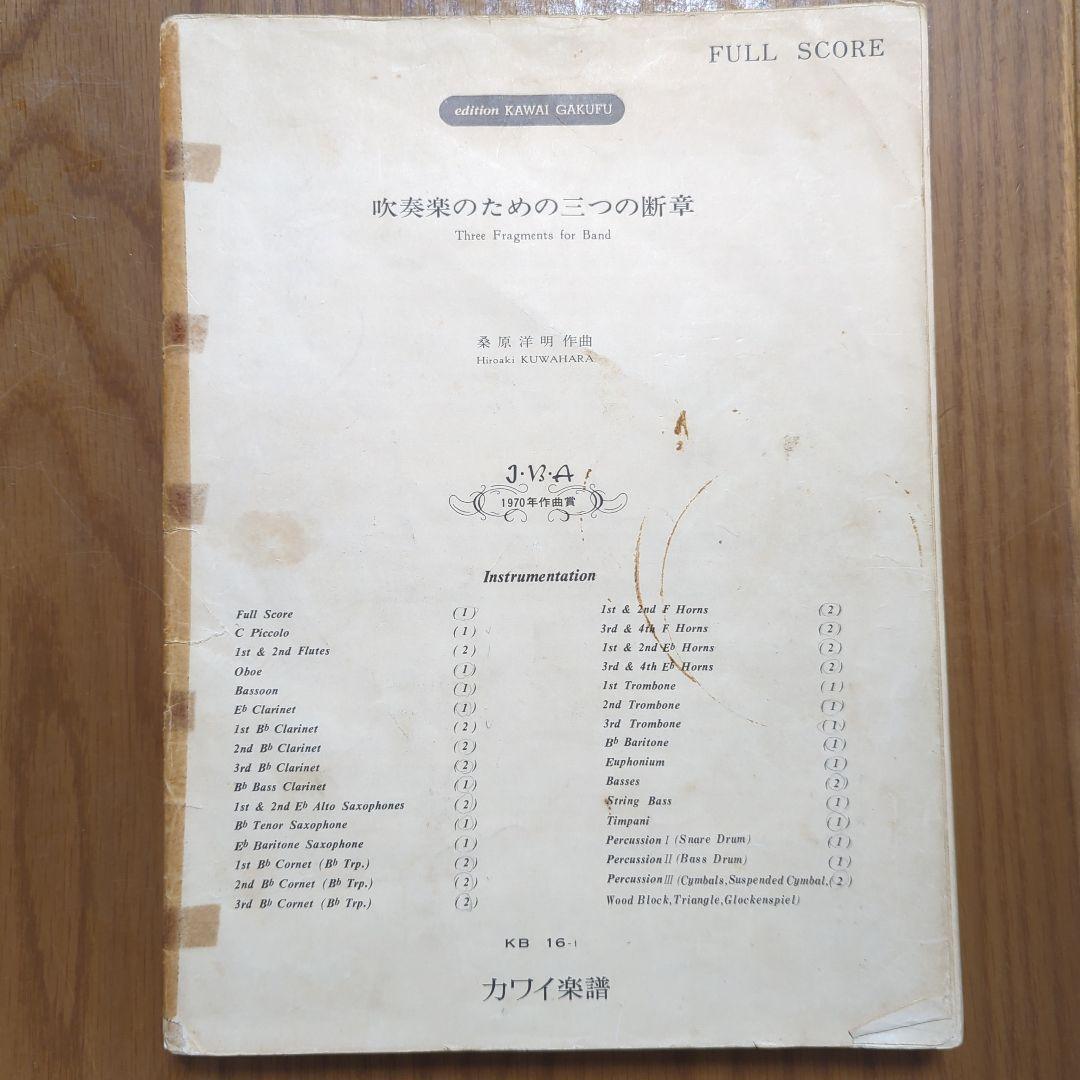 FULL SCORE
edition KAWAI GAKUFU
吹奏楽のための三つの断章
Three Fragments for Band
桑原洋明 作曲
Hiroaki KUWAHARA
J·B·A
1970年作曲賞
Instrumentation
Full Score (1)
C Piccolo (1)
1st & 2nd Flutes (2)
Oboe (1)
Bassoon (1)
E♭ Clarinet (1)
1st B♭ Clarinet (2)
2nd B♭ Clarinet (2)
3rd B♭ Clarinet (2)
B♭ Bass Clarinet (1)
1st & 2nd E♭ Alto Saxophones (2)
B♭ Tenor Saxophone (1)
E♭ Baritone Saxophone (1)
1st B♭ Cornet (B♭ Trp.) (2)
2nd B♭ Cornet (B♭ Trp.) (2)
3rd B♭ Cornet (B♭ Trp.) (2)
1st & 2nd F Horns (2)
3rd & 4th F Horns (2)
1st & 2nd E♭ Horns (2)
3rd & 4th E♭ Horns (2)
1st Trombone (1)
2nd Trombone (1)
3rd Trombone (1)
B♭ Baritone (1)
Euphonium (1)
Basses (2)
String Bass (1)
Timpani (1)
Percussion I (Snare Drum) (1)
Percussion II (Bass Drum) (1)
Percussion III (Cymbals, Suspended Cymbal, (2)
Wood Block, Triangle, Glockenspiel)
KB 16-1
カワイ楽譜